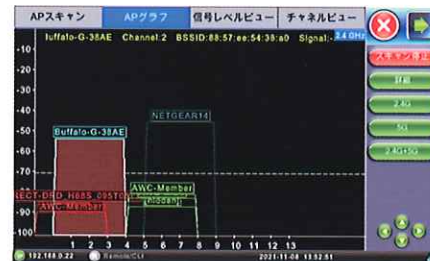 APスキャン APグラフ 信号レベルビュー チャネルビュー
Buffalo-G-38AE Channel:2 BSSID:88:57:ee:54:38:a0 Signal:- 2.4 GHz
-10
-20
-30
-40
-50
-60
-70
-80
-90
-100
NETGEAR14
Buffalo-G-38AE
AWC-Member
AWC-Member
1 2 3 4 5 6 7 8 9 10 11 12 13
スキャン停止
詳細
2.4G
5G
2.4G+5G
192.168.0.22 Remote/CLI 2021-11-08 13:52:51